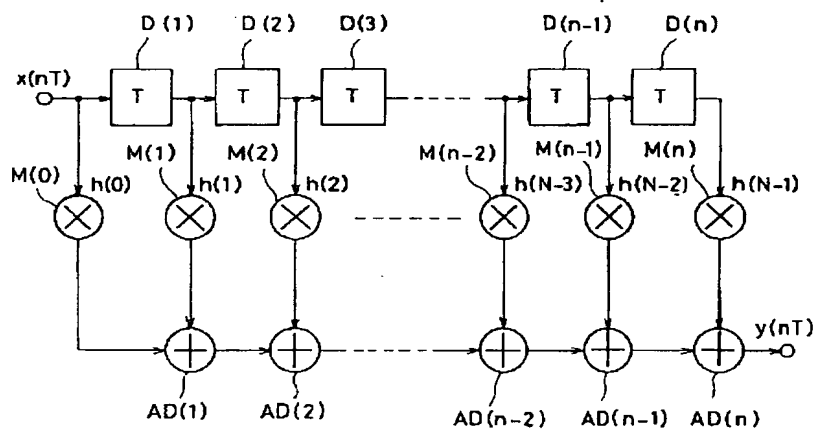 D(1) D(2) D(3) D(n-1) D(n)
x(nT)
T T T T T
M(0) M(1) M(2) M(n-2) M(n-1) M(n)
h(0) h(1) h(2) h(N-3) h(N-2) h(N-1)
y(nT)
AD(1) AD(2) AD(n-2) AD(n-1) AD(n)